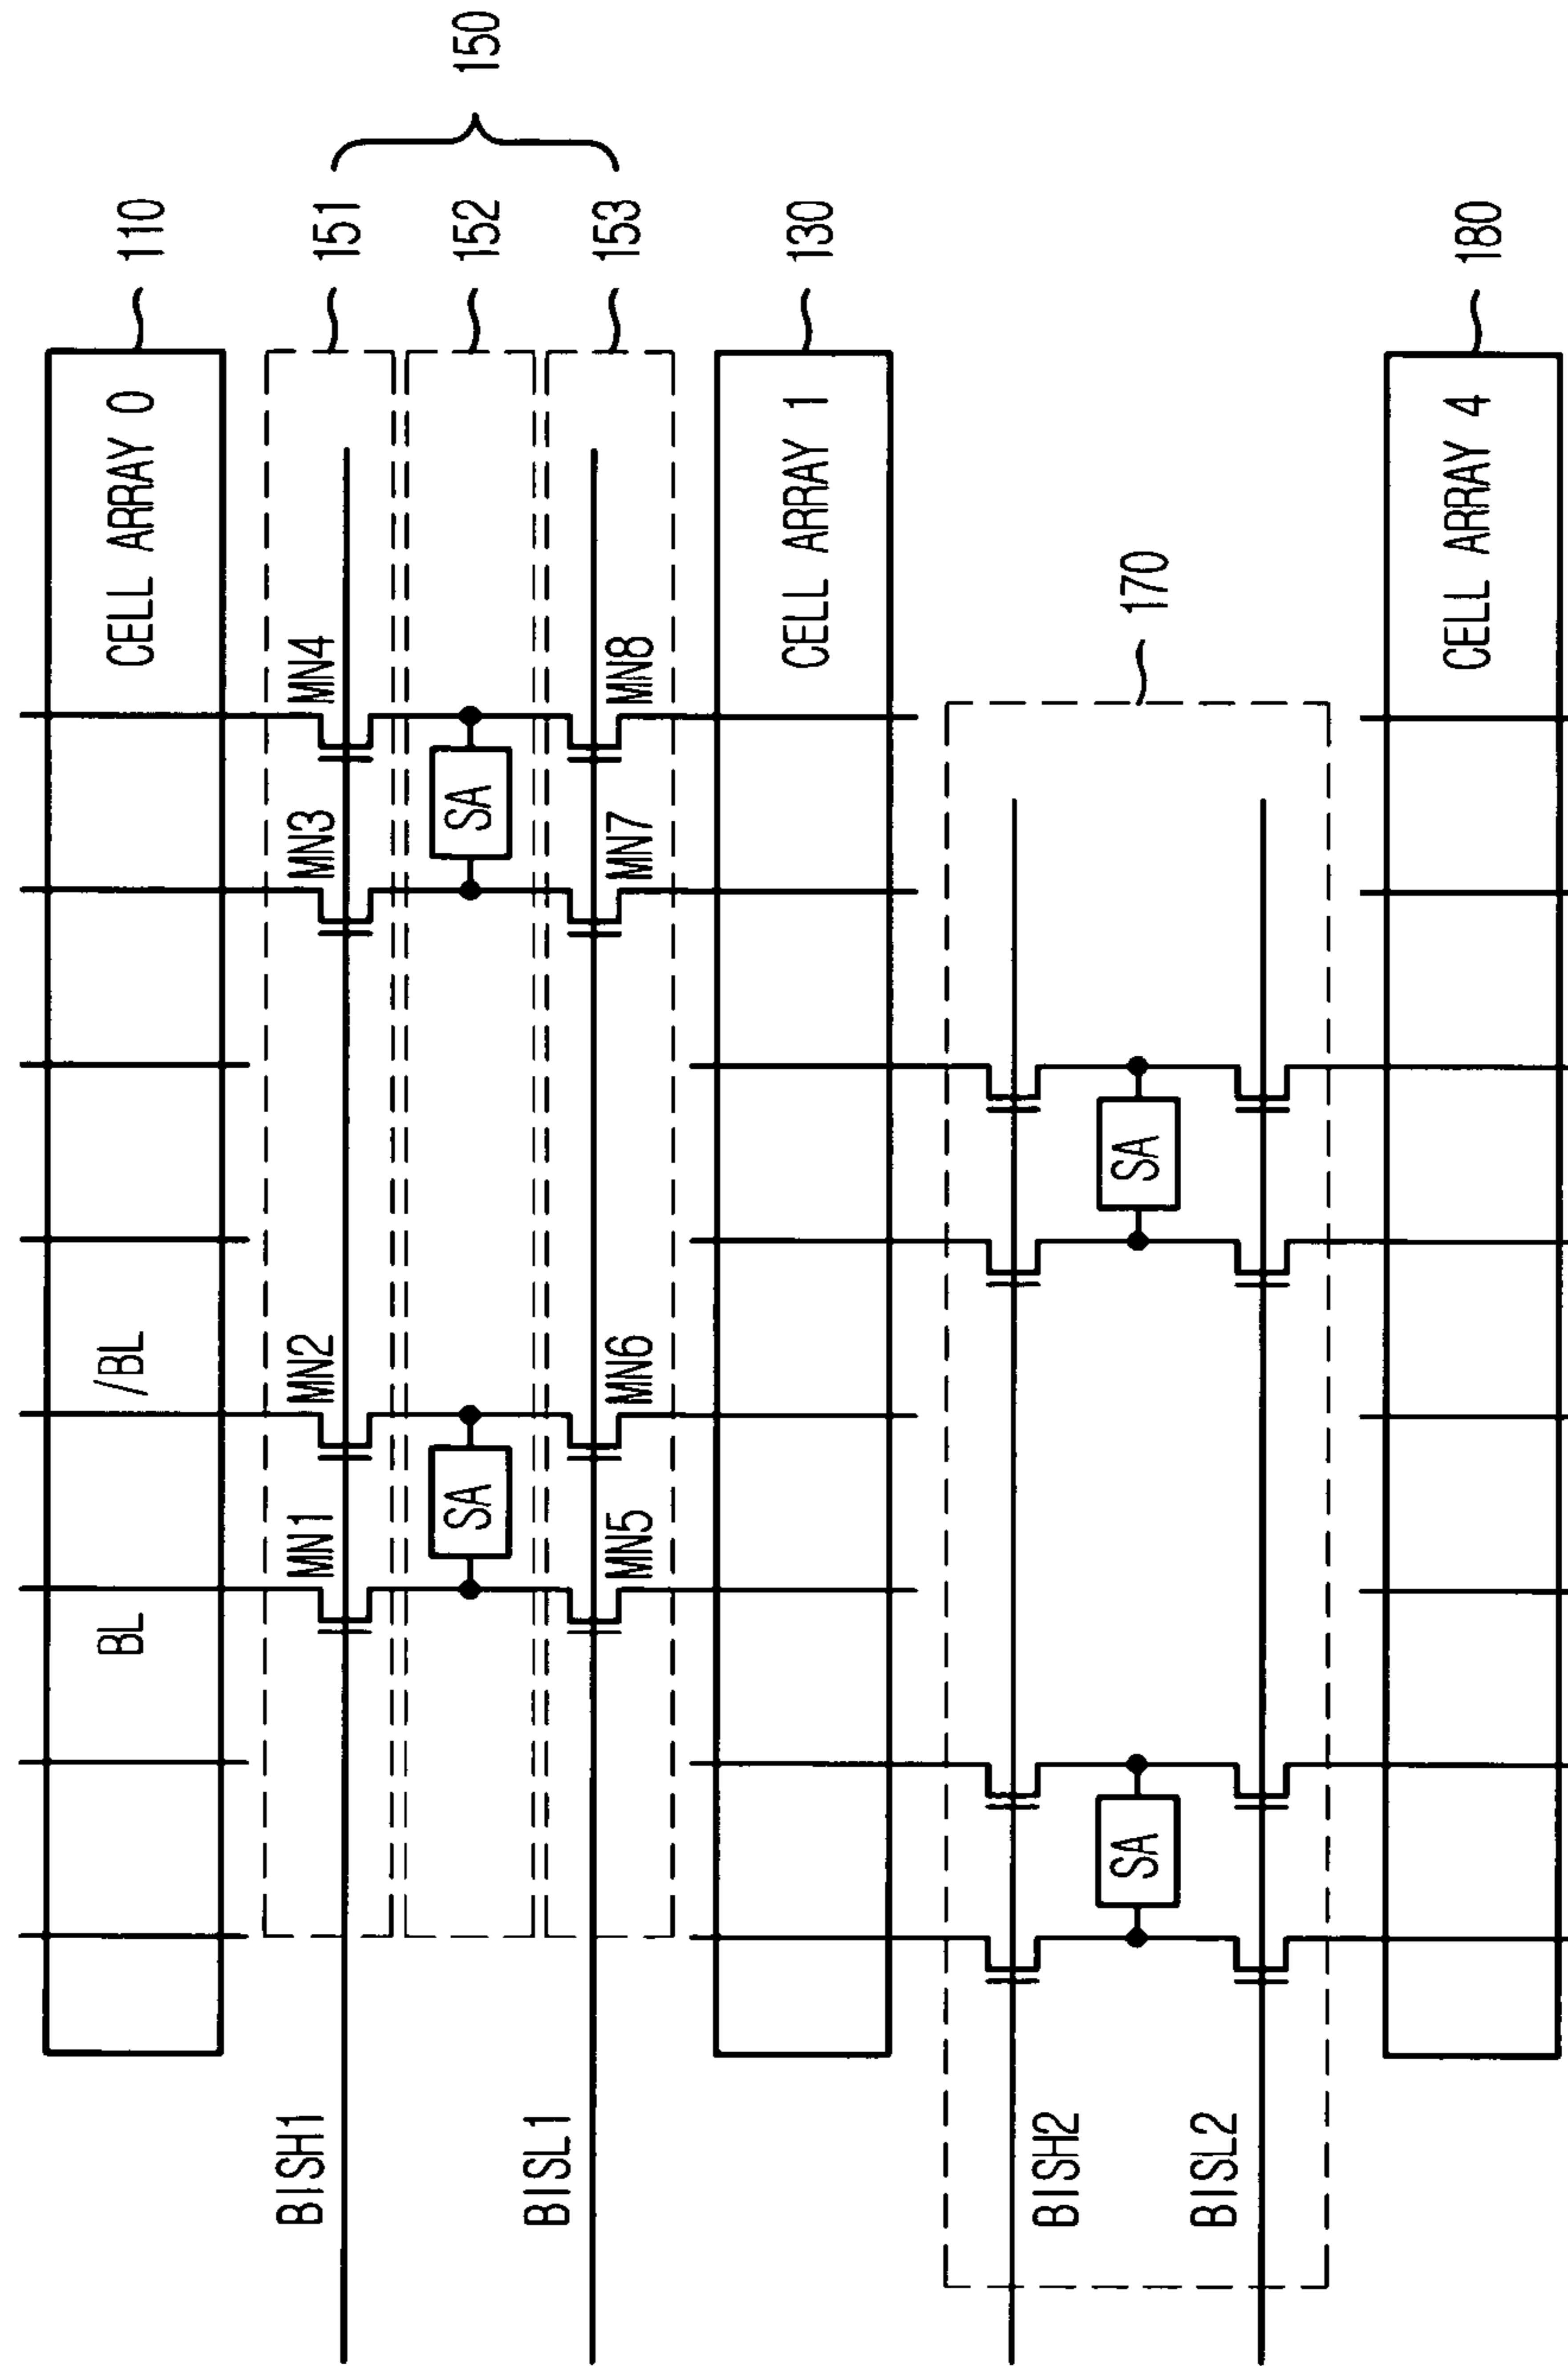 CELL ARRAY 0
110
BL
/BL
BISH1
MN1
MN2
MN3
MN4
151
SA
SA
152
150
BISL1
MN5
MN6
MN7
MN8
153
CELL ARRAY 1
130
BISH2
SA
SA
170
BISL2
CELL ARRAY 4
180